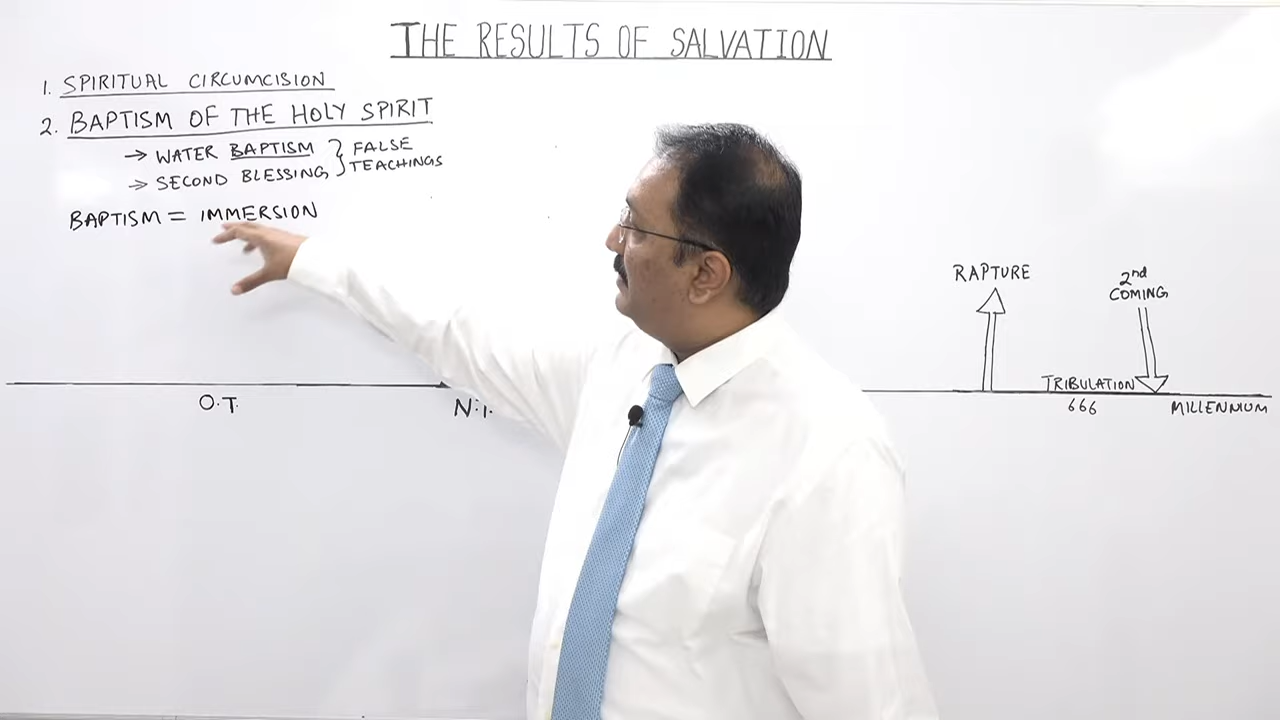 THE RESULTS OF SALVATION
1. SPIRITUAL CIRCUMCISION
2. BAPTISM OF THE HOLY SPIRIT
→ WATER BAPTISM } FALSE
→ SECOND BLESSING } TEACHINGS
BAPTISM = IMMERSION
O.T.
RAPTURE
2nd
COMING
TRIBULATION
666
MILLENNIUM